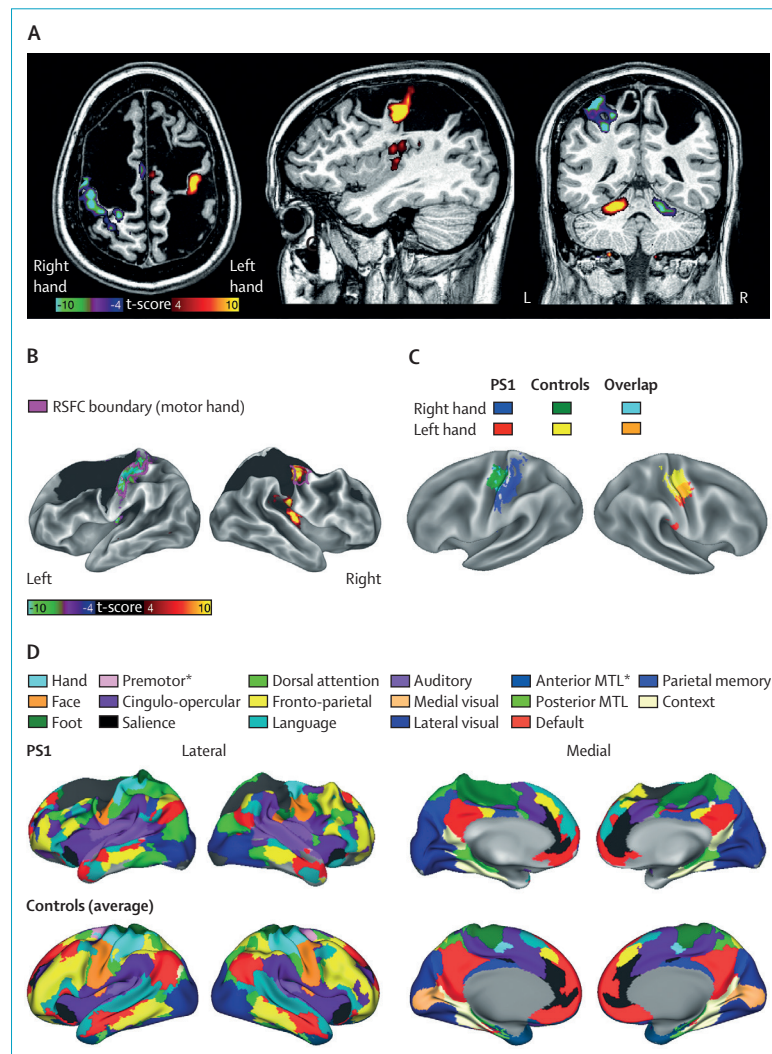 A
Right hand
Left hand
-10 -4 t-score 4 10
L
R
B
RSFC boundary (motor hand)
Left
Right
-10 -4 t-score 4 10
C
PS1 Controls Overlap
Right hand
Left hand
D
Hand Premotor* Dorsal attention Auditory Anterior MTL* Parietal memory
Face Cingulo-opercular Fronto-parietal Medial visual Posterior MTL Context
Foot Salience Language Lateral visual Default
PS1 Lateral Medial
Controls (average)